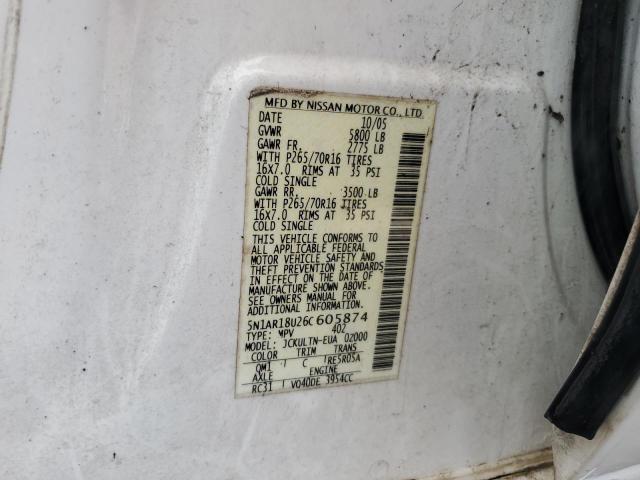 MFD BY NISSAN MOTOR CO., LTD.
DATE 10/05
GVWR 5800 LB
GAWR FR. 2775 LB
WITH P265/70R16 TIRES
16X7.0 RIMS AT 35 PSI
COLD SINGLE
GAWR RR. 3500 LB
WITH P265/70R16 TIRES
16X7.0 RIMS AT 35 PSI
COLD SINGLE
THIS VEHICLE CONFORMS TO
ALL APPLICABLE FEDERAL
MOTOR VEHICLE SAFETY AND
THEFT PREVENTION STANDARDS
IN EFFECT ON THE DATE OF
MANUFACTURE SHOWN ABOVE.
SEE OWNERS MANUAL FOR
ADDITIONAL INFORMATION.
5N1AR18U26C605874
TYPE: MPV 402
MODEL: JCKULTN-EUA 02000
COLOR TRIM TRANS
QM1 C RE5R05A
AXLE ENGINE
RC31 VQ40DE 3954CC